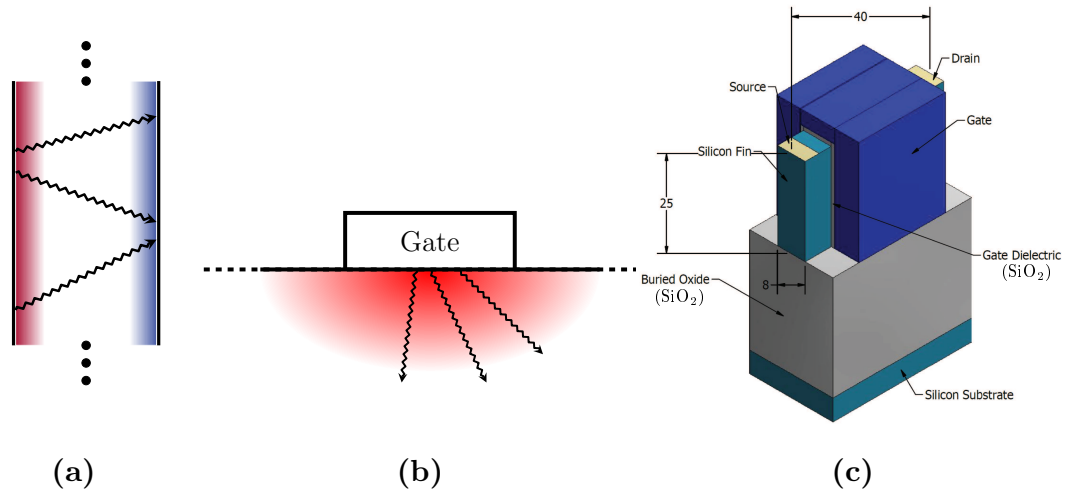 Gate
40
Drain
Source
Gate
Silicon Fin
25
Gate Dielectric
(SiO₂)
8
Buried Oxide
(SiO₂)
Silicon Substrate
(a)
(b)
(c)